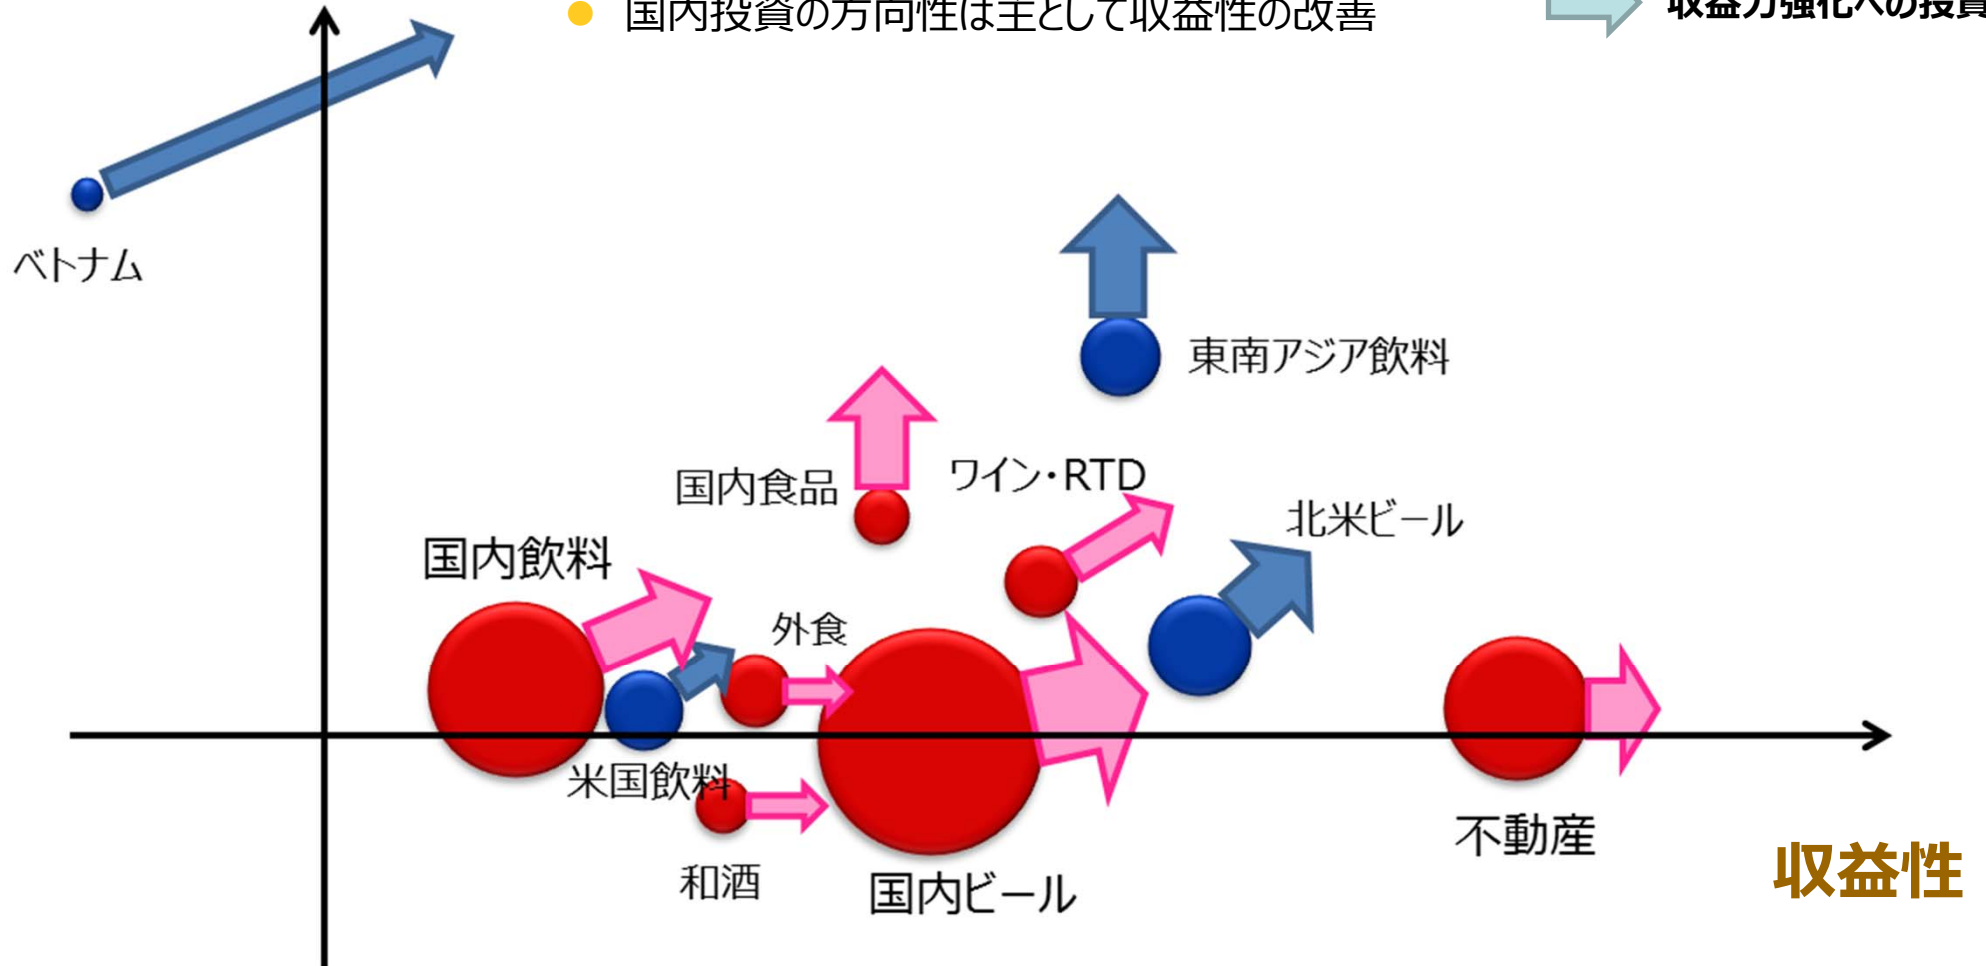 国内投資の方向性は主として収益性の改善
収益力強化への投資
ベトナム
東南アジア飲料
国内食品
ワイン・RTD
北米ビール
国内飲料
外食
米国飲料
不動産
和酒
国内ビール
収益性